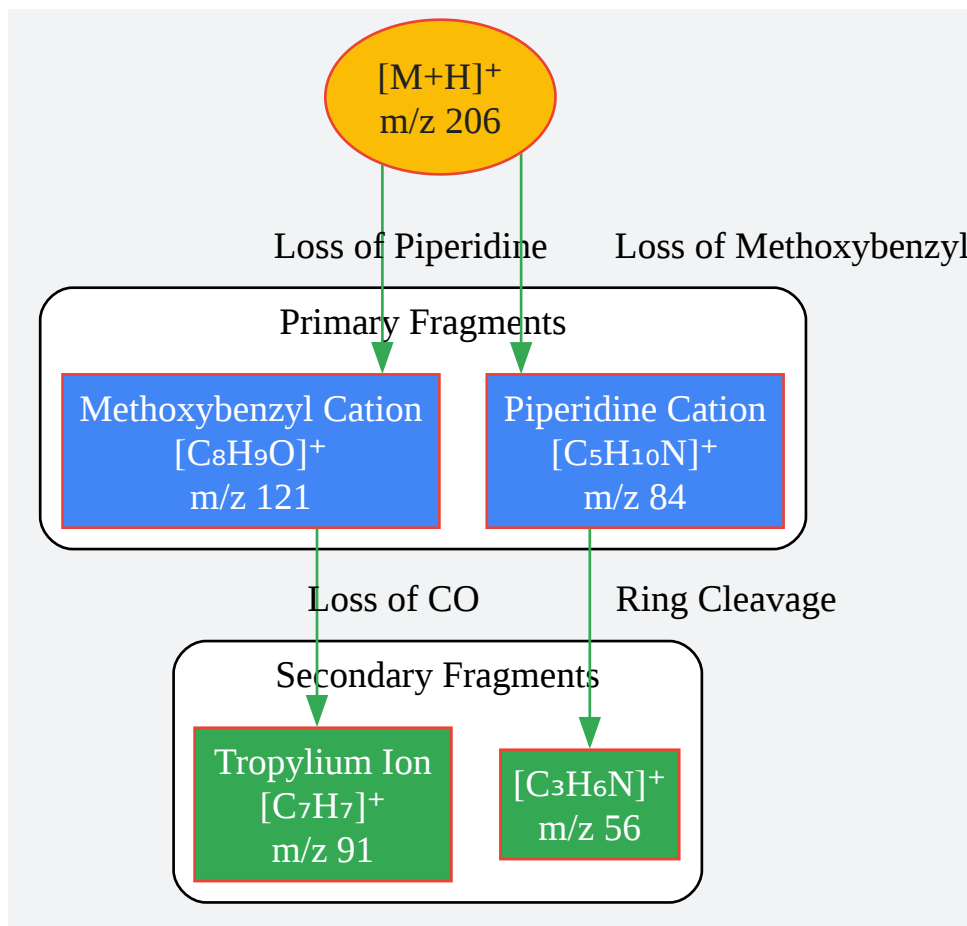 [M+H]⁺
m/z 206
Loss of Piperidine
Loss of Methoxybenzyl
Primary Fragments
Methoxybenzyl Cation
[C₈H₉O]⁺
m/z 121
Piperidine Cation
[C₅H₁₀N]⁺
m/z 84
Loss of CO
Ring Cleavage
Secondary Fragments
Tropylium Ion
[C₇H₇]⁺
m/z 91
[C₃H₆N]⁺
m/z 56